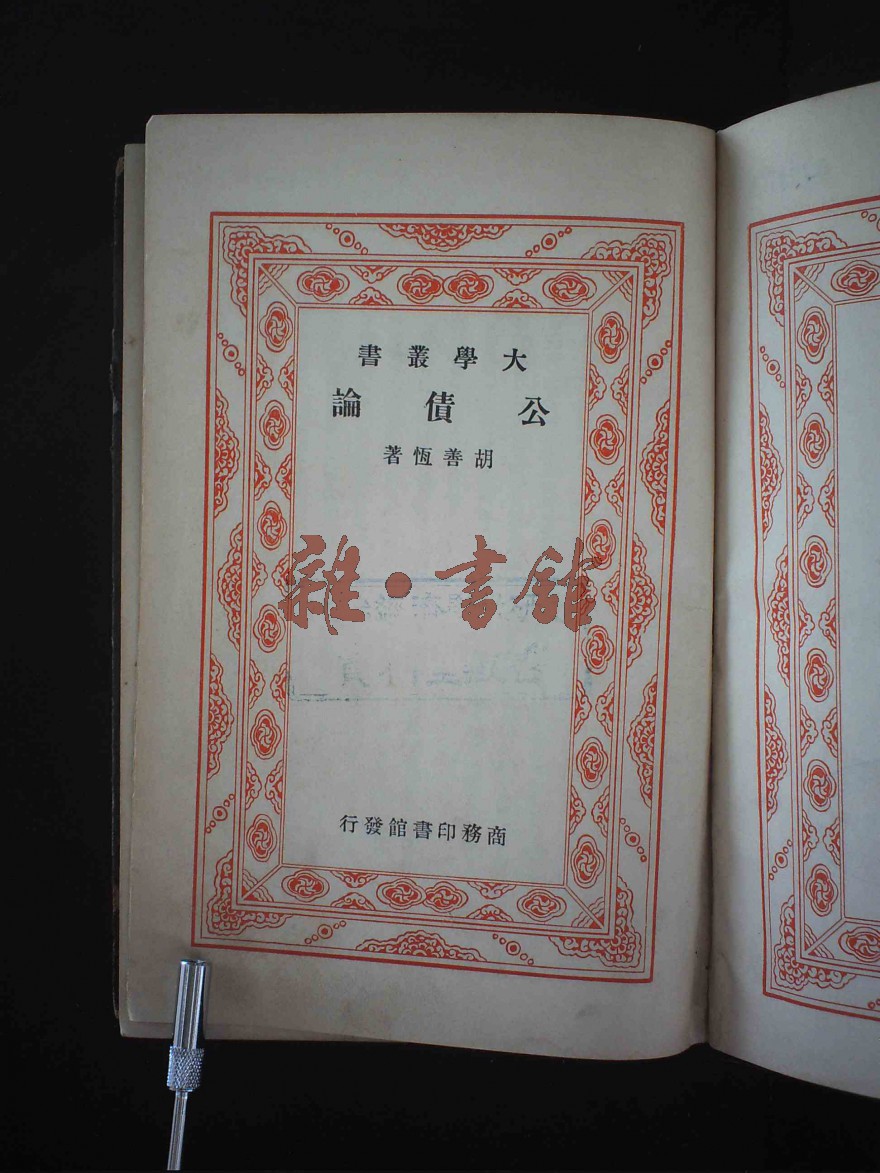 大學叢書
公債論
胡善恆著
雜·書館
商務印書館發行